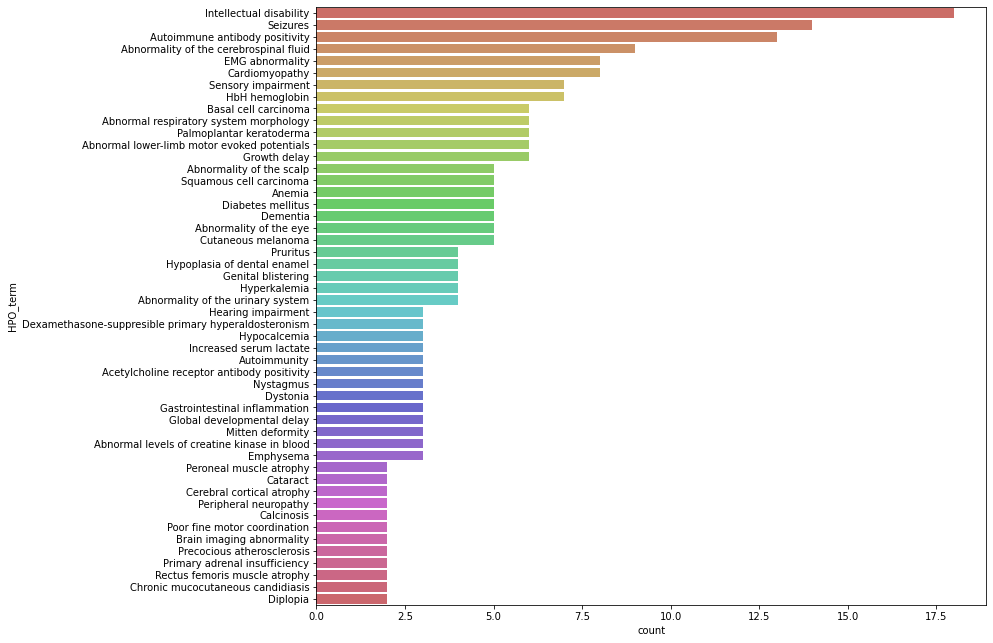 Intellectual disability
Seizures
Autoimmune antibody positivity
Abnormality of the cerebrospinal fluid
EMG abnormality
Cardiomyopathy
Sensory impairment
HbH hemoglobin
Basal cell carcinoma
Abnormal respiratory system morphology
Palmoplantar keratoderma
Abnormal lower-limb motor evoked potentials
Growth delay
Abnormality of the scalp
Squamous cell carcinoma
Anemia
Diabetes mellitus
Dementia
Abnormality of the eye
Cutaneous melanoma
Pruritus
Hypoplasia of dental enamel
Genital blistering
Hyperkalemia
Abnormality of the urinary system
Hearing impairment
Dexamethasone-suppresible primary hyperaldosteronism
Hypocalcemia
Increased serum lactate
Autoimmunity
Acetylcholine receptor antibody positivity
Nystagmus
Dystonia
Gastrointestinal inflammation
Global developmental delay
Mitten deformity
Abnormal levels of creatine kinase in blood
Emphysema
Peroneal muscle atrophy
Cataract
Cerebral cortical atrophy
Peripheral neuropathy
Calcinosis
Poor fine motor coordination
Brain imaging abnormality
Precocious atherosclerosis
Primary adrenal insufficiency
Rectus femoris muscle atrophy
Chronic mucocutaneous candidiasis
Diplopia
HPO_term
0.0 2.5 5.0 7.5 10.0 12.5 15.0 17.5
count